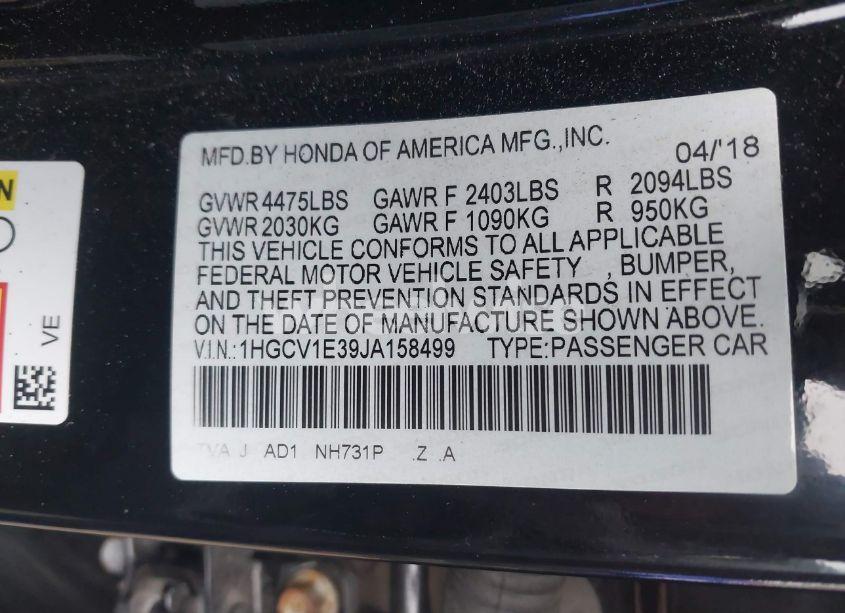 MFD.BY HONDA OF AMERICA MFG.,INC. 04/'18
GVWR 4475LBS GAWR F 2403LBS R 2094LBS
GVWR 2030KG GAWR F 1090KG R 950KG
THIS VEHICLE CONFORMS TO ALL APPLICABLE
FEDERAL MOTOR VEHICLE SAFETY , BUMPER,
AND THEFT PREVENTION STANDARDS IN EFFECT
ON THE DATE OF MANUFACTURE SHOWN ABOVE.
V.I.N.:1HGCV1E39JA158499 TYPE:PASSENGER CAR
TVA J AD1 NH731P .Z .A
N
VE